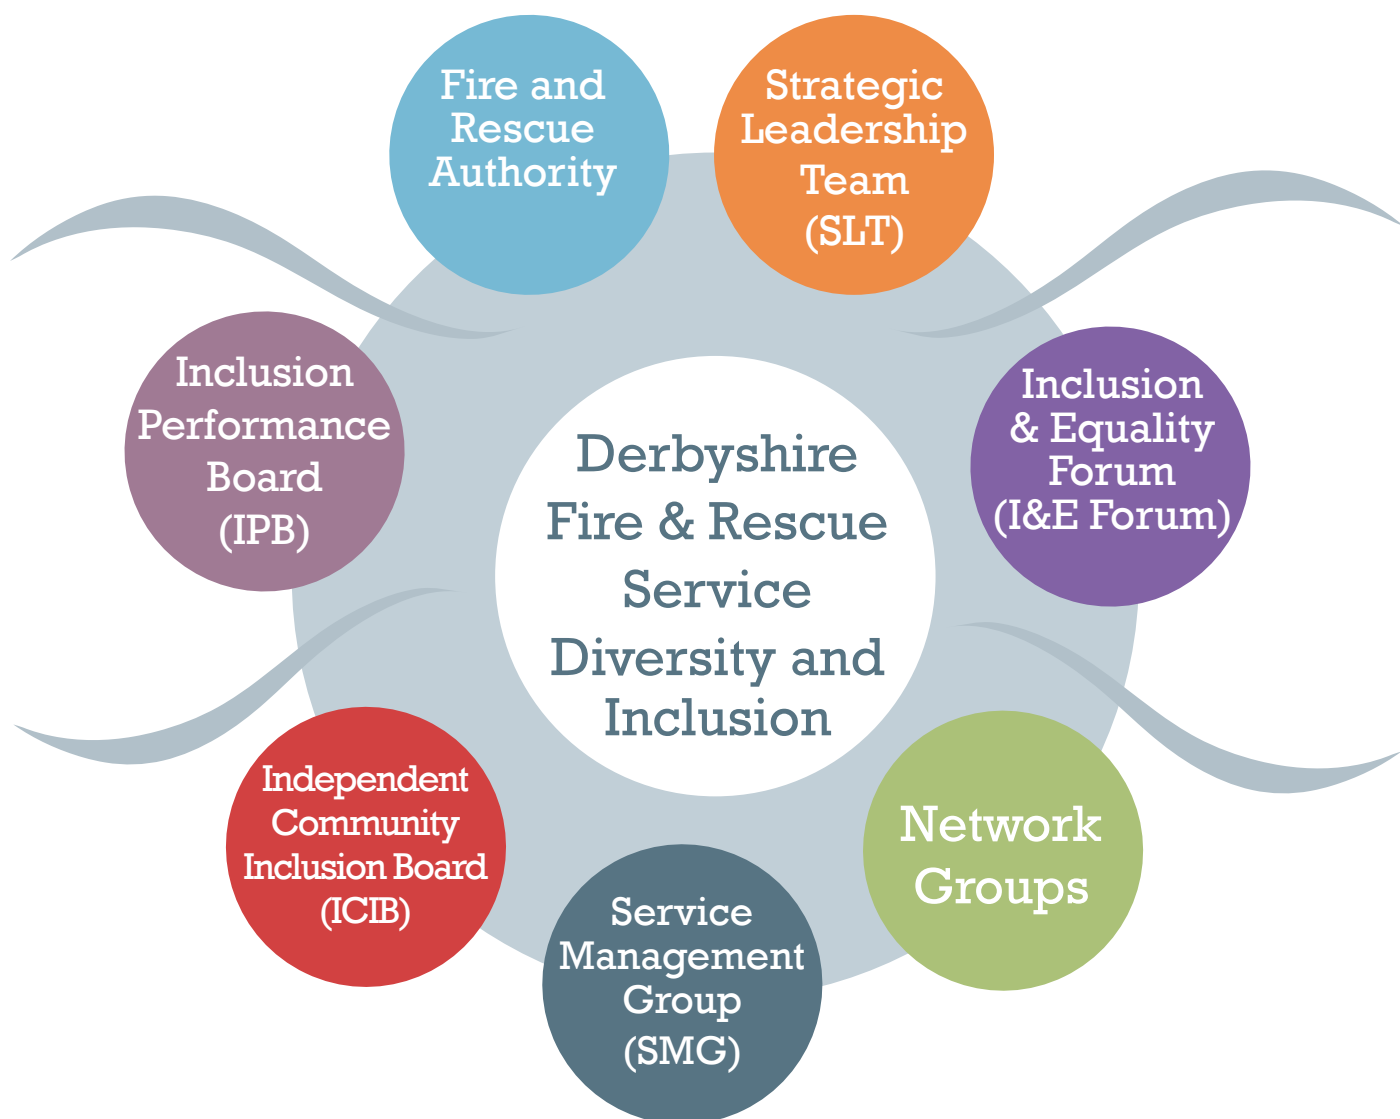 Fire and
Rescue
Authority
Strategic
Leadership
Team
(SLT)
Inclusion
Performance
Board
(IPB)
Inclusion
& Equality
Forum
(I&E Forum)
Derbyshire
Fire & Rescue
Service
Diversity and
Inclusion
Independent
Community
Inclusion Board
(ICIB)
Service
Management
Group
(SMG)
Network
Groups